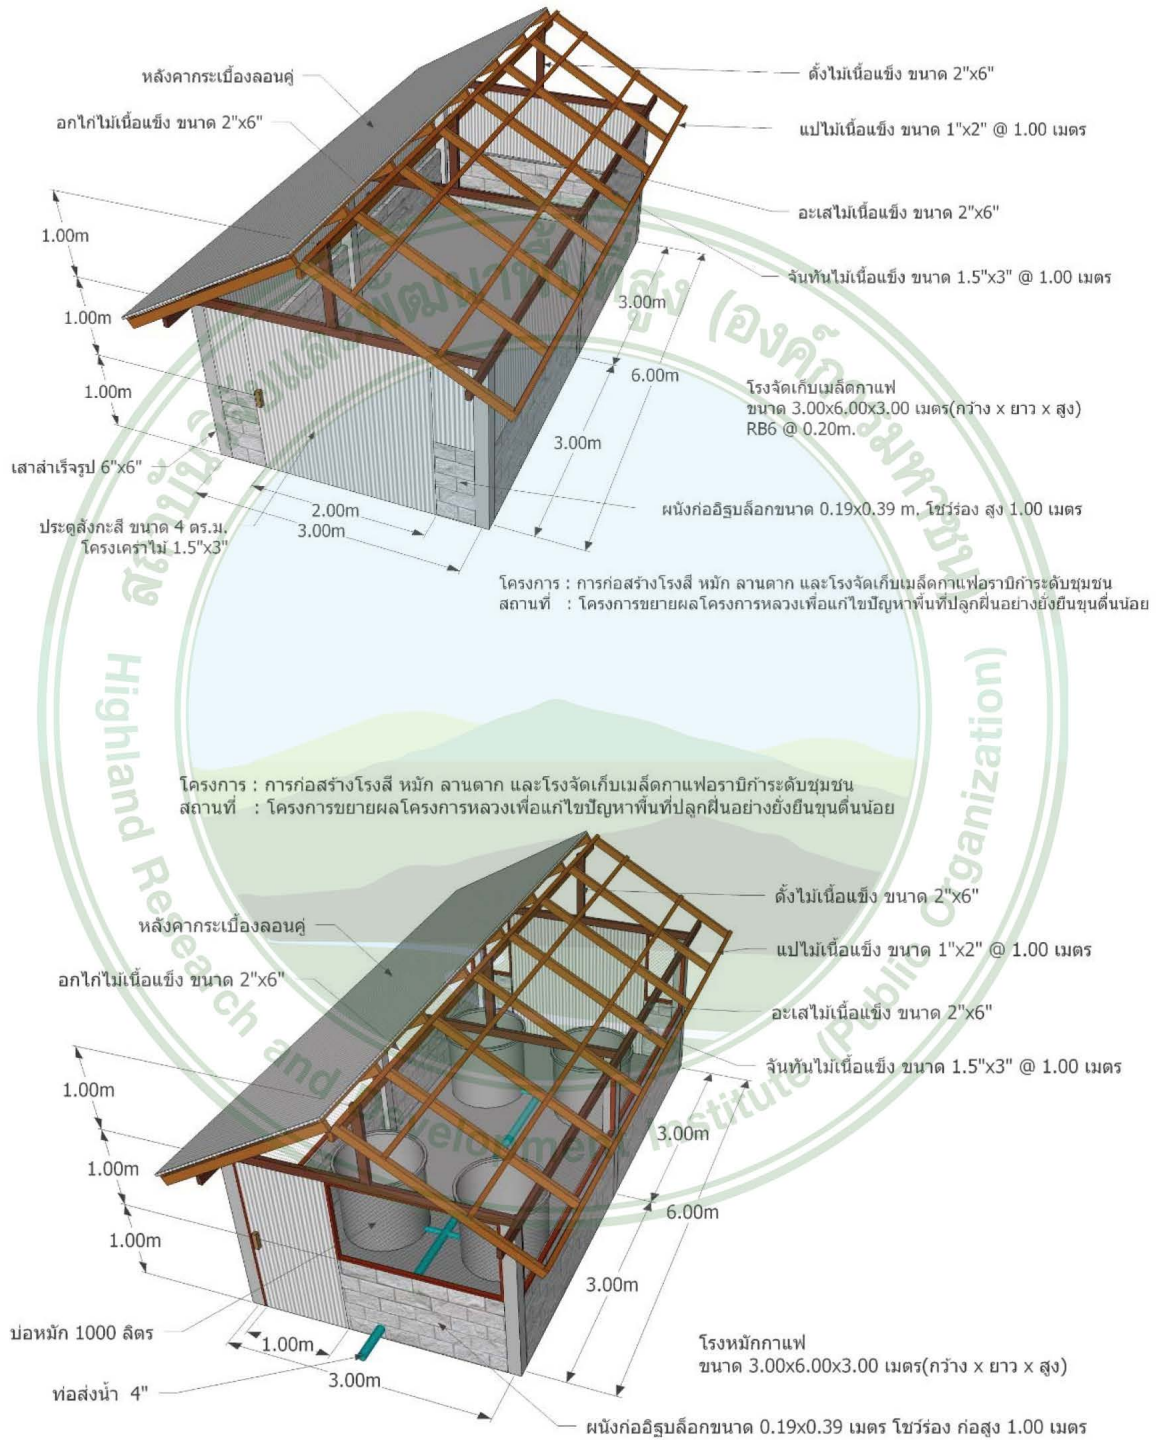 หลังคากระเบื้องลอนคู่
ดั้งไม้เนื้อแข็ง ขนาด 2"x6"
อกไก่ไม้เนื้อแข็ง ขนาด 2"x6"
แปไม้เนื้อแข็ง ขนาด 1"x2" @ 1.00 เมตร
อะเสไม้เนื้อแข็ง ขนาด 2"x6"
1.00m
จันทันไม้เนื้อแข็ง ขนาด 1.5"x3" @ 1.00 เมตร
3.00m
1.00m
6.00m
1.00m
โรงจัดเก็บเมล็ดกาแฟ
ขนาด 3.00x6.00x3.00 เมตร(กว้าง x ยาว x สูง)
RB6 @ 0.20m.
3.00m
เสาสำเร็จรูป 6"x6"
2.00m
ผนังก่ออิฐบล็อกขนาด 0.19x0.39 m. โชว์ร่อง สูง 1.00 เมตร
ประตูสังกะสี ขนาด 4 ตร.ม.
โครงเคร่าไม้ 1.5"x3"
3.00m
โครงการ : การก่อสร้างโรงสี หมัก ลานตาก และโรงจัดเก็บเมล็ดกาแฟอราบิก้าระดับชุมชน
สถานที่ : โครงการขยายผลโครงการหลวงเพื่อแก้ไขปัญหาพื้นที่ปลูกฝิ่นอย่างยั่งยืนขุนตื่นน้อย
สถาบันวิจัยและพัฒนาพื้นที่สูง (องค์การมหาชน)
Highland Research and Development Institute (Public Organization)
โครงการ : การก่อสร้างโรงสี หมัก ลานตาก และโรงจัดเก็บเมล็ดกาแฟอราบิก้าระดับชุมชน
สถานที่ : โครงการขยายผลโครงการหลวงเพื่อแก้ไขปัญหาพื้นที่ปลูกฝิ่นอย่างยั่งยืนขุนตื่นน้อย
ดั้งไม้เนื้อแข็ง ขนาด 2"x6"
หลังคากระเบื้องลอนคู่
แปไม้เนื้อแข็ง ขนาด 1"x2" @ 1.00 เมตร
อกไก่ไม้เนื้อแข็ง ขนาด 2"x6"
อะเสไม้เนื้อแข็ง ขนาด 2"x6"
จันทันไม้เนื้อแข็ง ขนาด 1.5"x3" @ 1.00 เมตร
1.00m
3.00m
1.00m
6.00m
1.00m
3.00m
บ่อหมัก 1000 ลิตร
1.00m
โรงหมักกาแฟ
ขนาด 3.00x6.00x3.00 เมตร(กว้าง x ยาว x สูง)
3.00m
ท่อส่งน้ำ 4"
ผนังก่ออิฐบล็อกขนาด 0.19x0.39 เมตร โชว์ร่อง ก่อสูง 1.00 เมตร